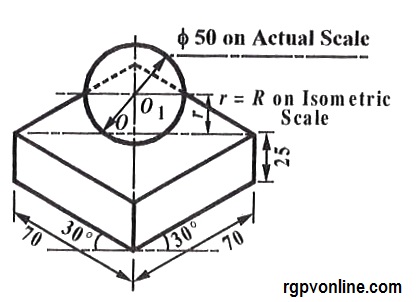 ϕ 50 on Actual Scale
O O1 r r = R on Isometric
Scale
25
30° 30°
70 70
rgpvonline.com